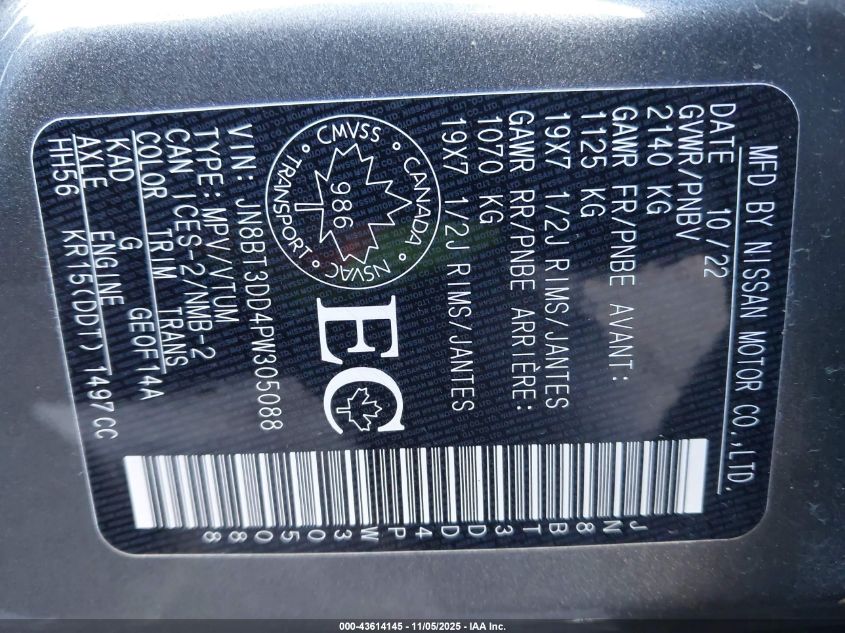 MFD BY NISSAN MOTOR CO.,LTD.
DATE 10/22
GVWR/PNBV
2140 KG
GAWR FR/PNBE AVANT:
1125 KG
19X7 1/2J RIMS/JANTES
GAWR RR/PNBE ARRIÈRE:
1070 KG
19X7 1/2J RIMS/JANTES
CMVSS · CANADA · NSVAC · TRANSPORT ·
986
EC
VIN: JN8BT3DD4PW305088
TYPE: MPV/VTUM
CAN ICES-2/NMB-2
COLOR TRIM TRANS
KAD G GE0F14A
AXLE ENGINE
HH56 KR15(DDT) 1497CC
JN8BT3DD4PW305088
000-43614145 - 11/05/2025 - IAA Inc.